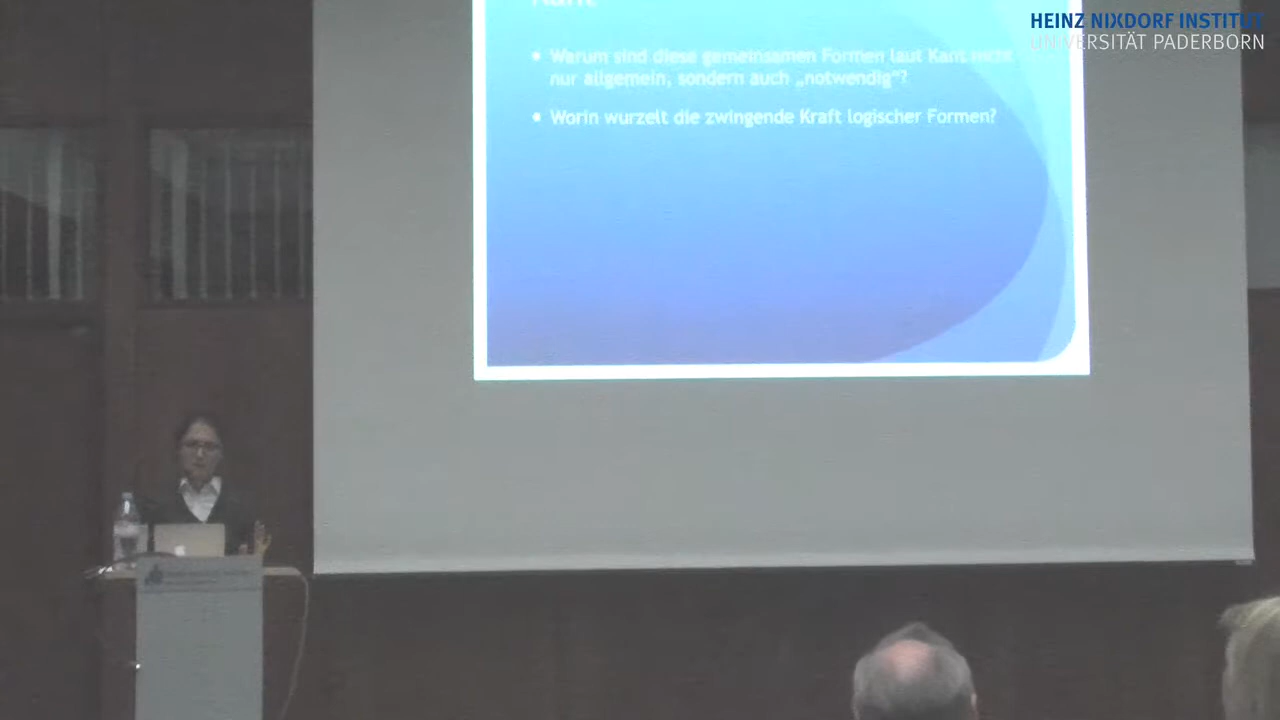 HEINZ NIXDORF INSTITUT
UNIVERSITÄT PADERBORN
Kant
• Warum sind diese gemeinsamen Formen laut Kant nicht
nur allgemein, sondern auch „notwendig“?
• Worin wurzelt die zwingende Kraft logischer Formen?